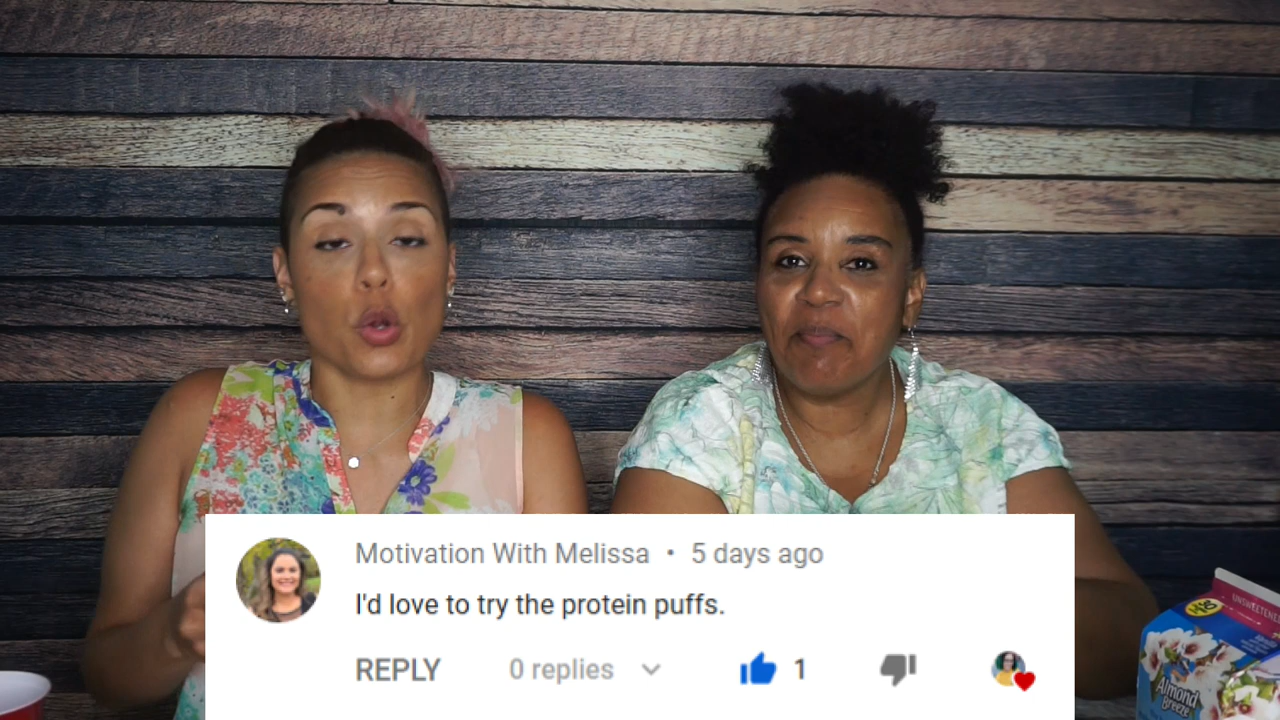 Motivation With Melissa • 5 days ago
I'd love to try the protein puffs.
REPLY 0 replies 1
UNSWEETENED
Almond
Breeze